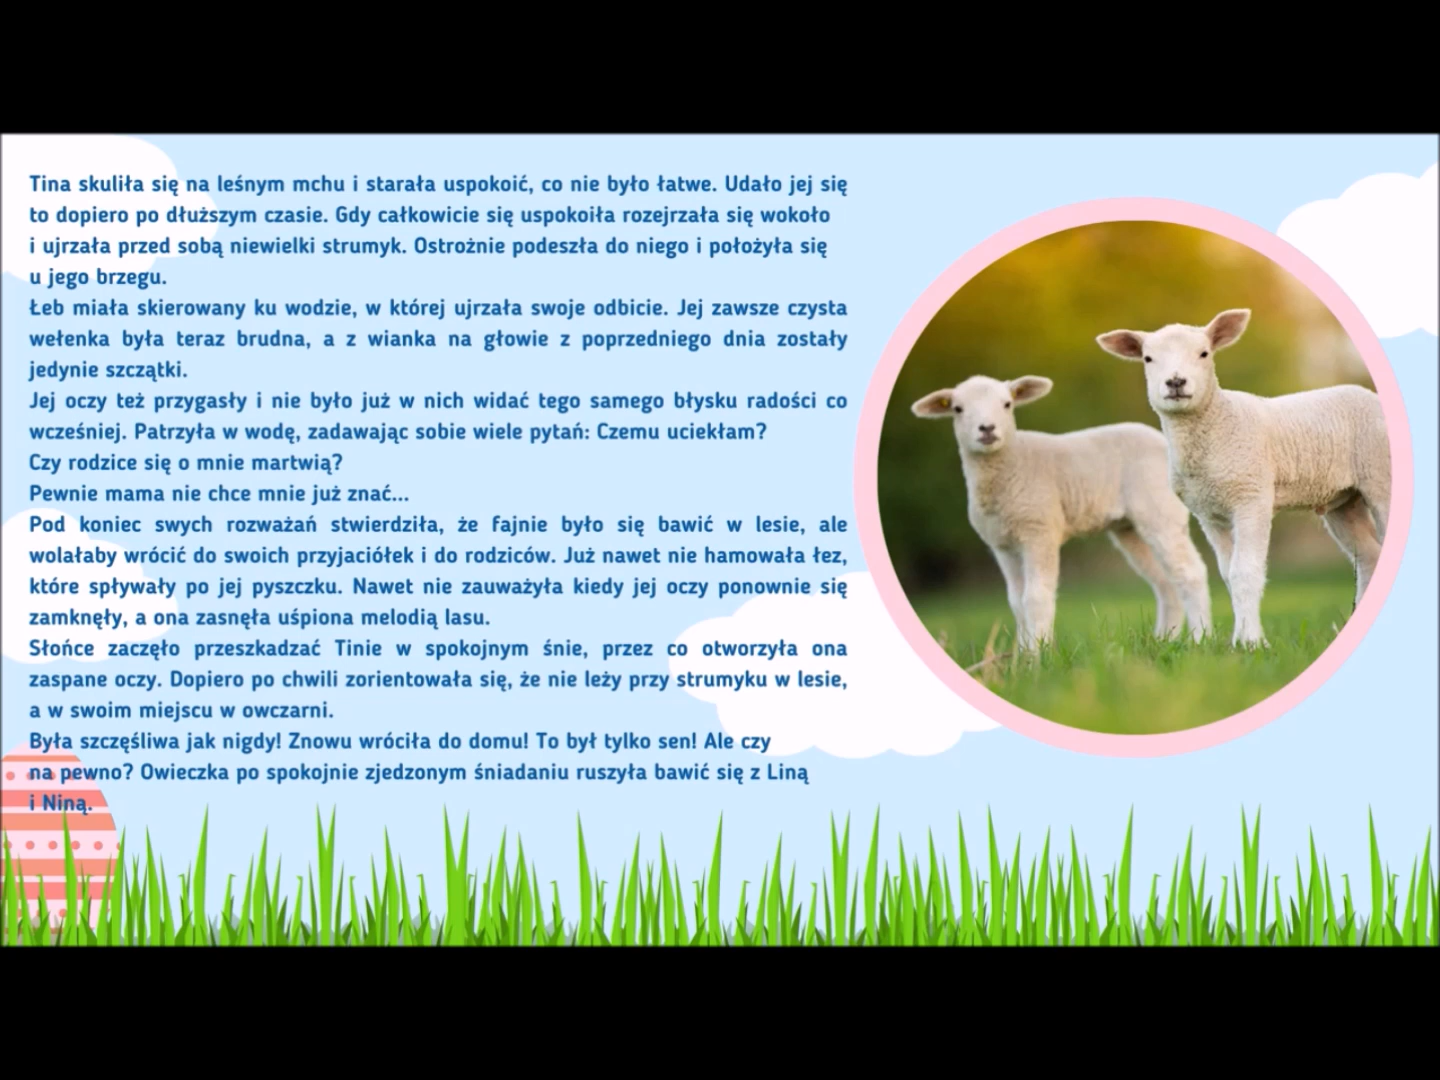 Tina skuliła się na leśnym mchu i starała uspokoić, co nie było łatwe. Udało jej się
to dopiero po dłuższym czasie. Gdy całkowicie się uspokoiła rozejrzała się wokoło
i ujrzała przed sobą niewielki strumyk. Ostrożnie podeszła do niego i położyła się
u jego brzegu.
Łeb miała skierowany ku wodzie, w której ujrzała swoje odbicie. Jej zawsze czysta
wełenka była teraz brudna, a z wianka na głowie z poprzedniego dnia zostały
jedynie szczątki.
Jej oczy też przygasły i nie było już w nich widać tego samego błysku radości co
wcześniej. Patrzyła w wodę, zadawając sobie wiele pytań: Czemu uciekłam?
Czy rodzice się o mnie martwią?
Pewnie mama nie chce mnie już znać...
Pod koniec swych rozważań stwierdziła, że fajnie było się bawić w lesie, ale
wolałaby wrócić do swoich przyjaciółek i do rodziców. Już nawet nie hamowała łez,
które spływały po jej pyszczku. Nawet nie zauważyła kiedy jej oczy ponownie się
zamknęły, a ona zasnęła uśpiona melodią lasu.
Słońce zaczęło przeszkadzać Tinie w spokojnym śnie, przez co otworzyła ona
zaspane oczy. Dopiero po chwili zorientowała się, że nie leży przy strumyku w lesie,
a w swoim miejscu w owczarni.
Była szczęśliwa jak nigdy! Znowu wróciła do domu! To był tylko sen! Ale czy
na pewno? Owieczka po spokojnie zjedzonym śniadaniu ruszyła bawić się z Liną
i Niną.